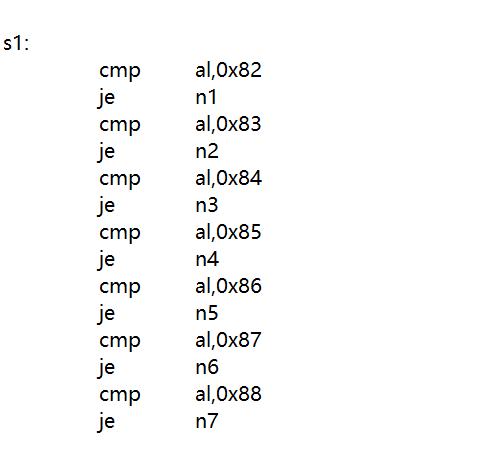 s1:
cmp al,0x82
je n1
cmp al,0x83
je n2
cmp al,0x84
je n3
cmp al,0x85
je n4
cmp al,0x86
je n5
cmp al,0x87
je n6
cmp al,0x88
je n7